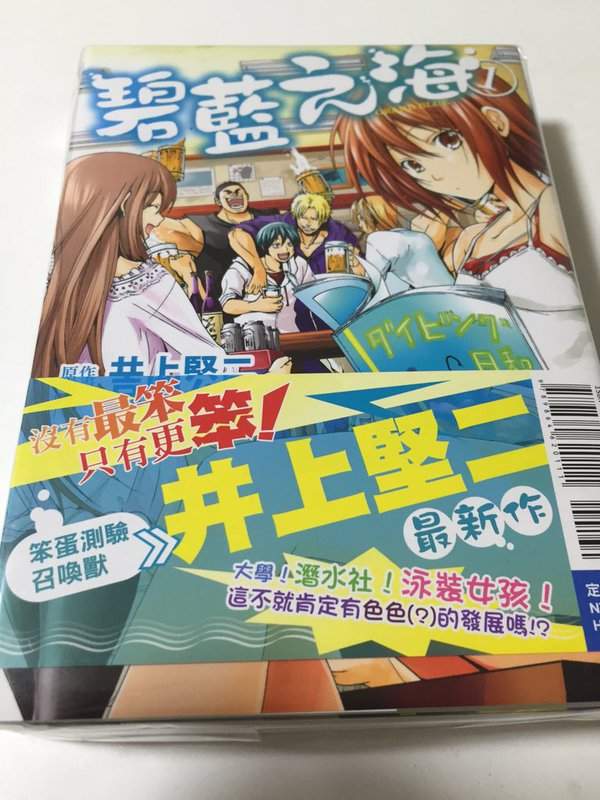 碧藍之海
1
ダイビング・
日和
原作 井上堅二
沒有最笨
只有更笨!
井上堅二
最新作
笨蛋測驗
召喚獸
大學!潛水社!泳裝女孩!
這不就肯定有色色(?)的發展嗎!?
定
N
H